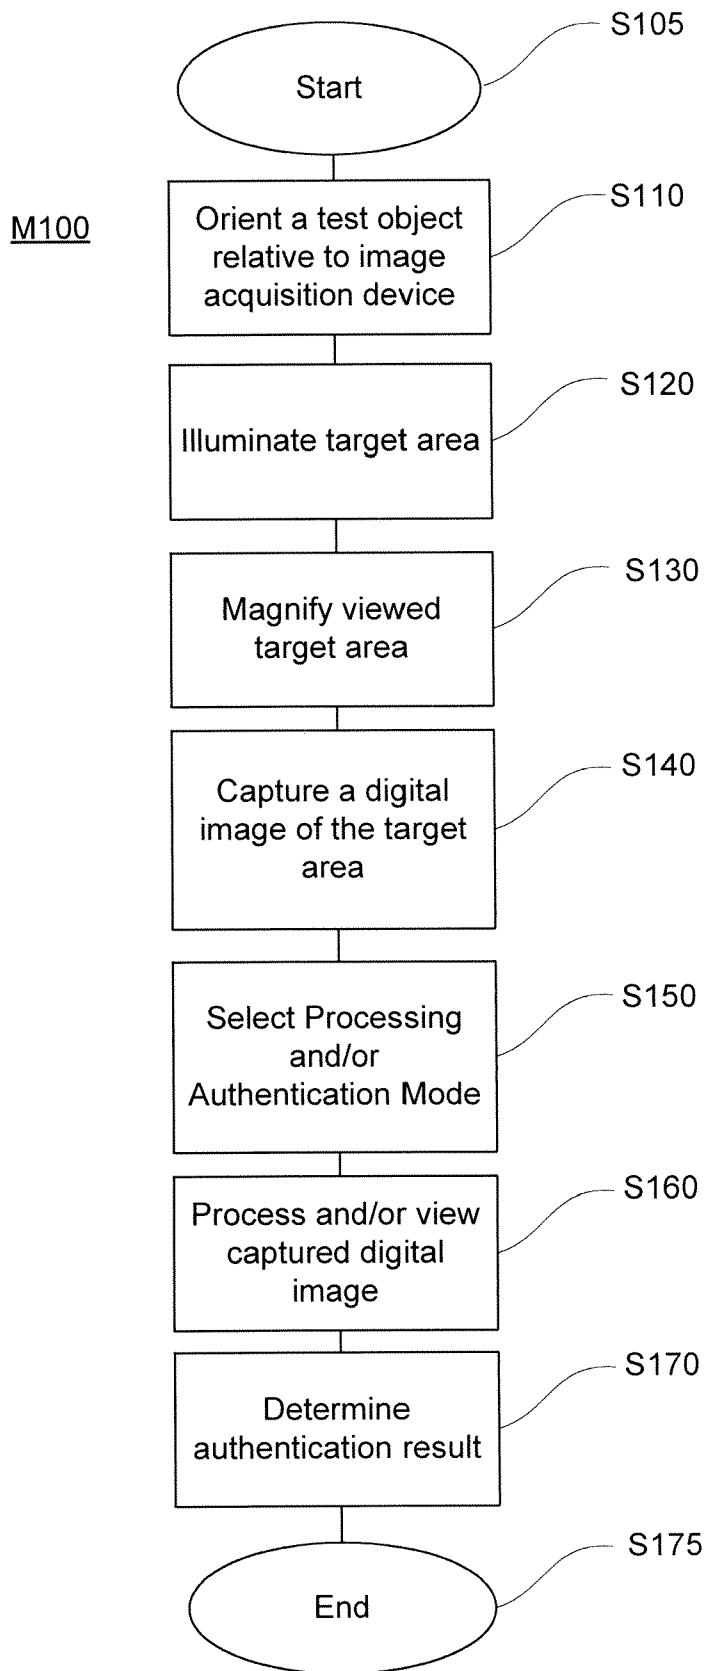 S105
Start
M100
S110
Orient a test object
relative to image
acquisition device
S120
Illuminate target area
S130
Magnify viewed
target area
S140
Capture a digital
image of the target
area
S150
Select Processing
and/or
Authentication Mode
S160
Process and/or view
captured digital
image
S170
Determine
authentication result
S175
End